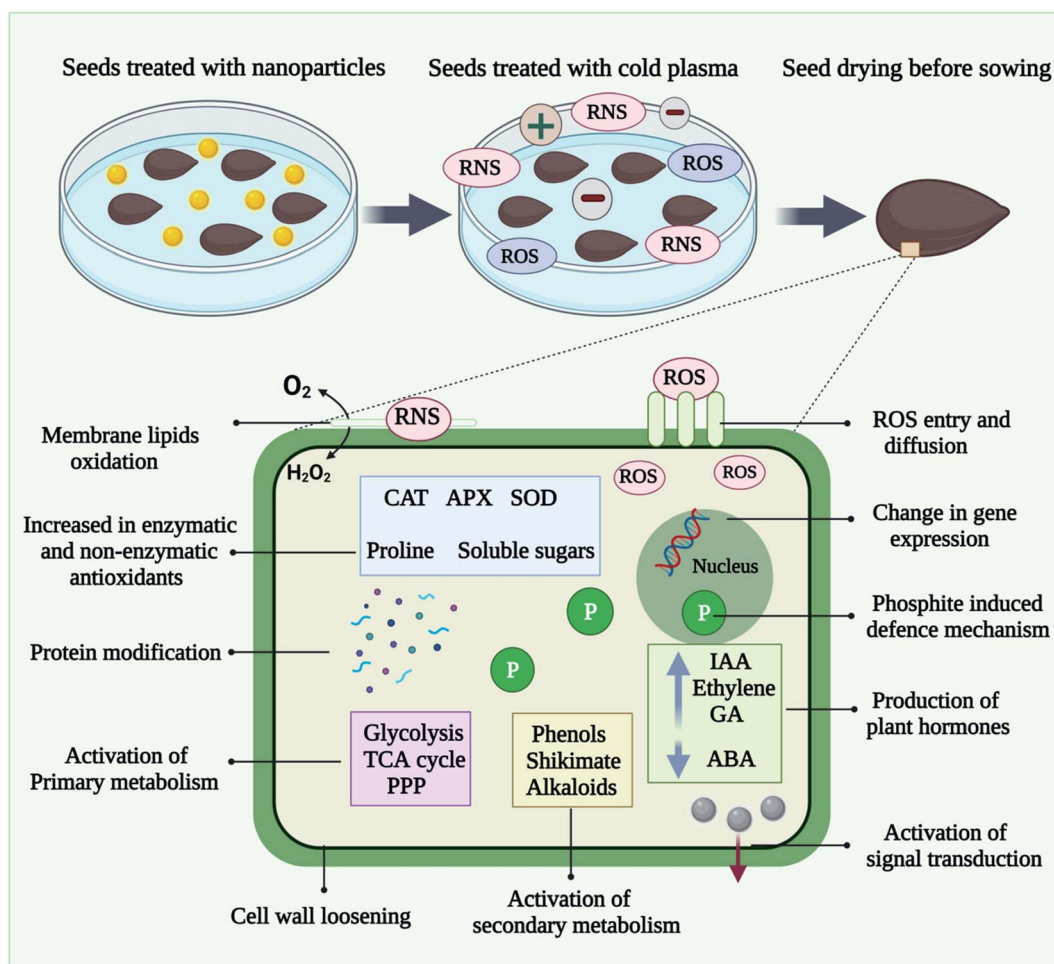 Seeds treated with nanoparticles
Seeds treated with cold plasma
Seed drying before sowing
+
RNS
-
RNS
ROS
-
RNS
ROS
O₂
H₂O₂
RNS
ROS
Membrane lipids
oxidation
ROS entry and
diffusion
ROS
ROS
CAT APX SOD
Proline Soluble sugars
Increased in enzymatic
and non-enzymatic
antioxidants
Nucleus
Change in gene
expression
P
P
P
Phosphite induced
defence mechanism
Protein modification
IAA
Ethylene
GA
ABA
Production of
plant hormones
Glycolysis
TCA cycle
PPP
Activation of
Primary metabolism
Phenols
Shikimate
Alkaloids
Activation of
signal transduction
Cell wall loosening
Activation of
secondary metabolism